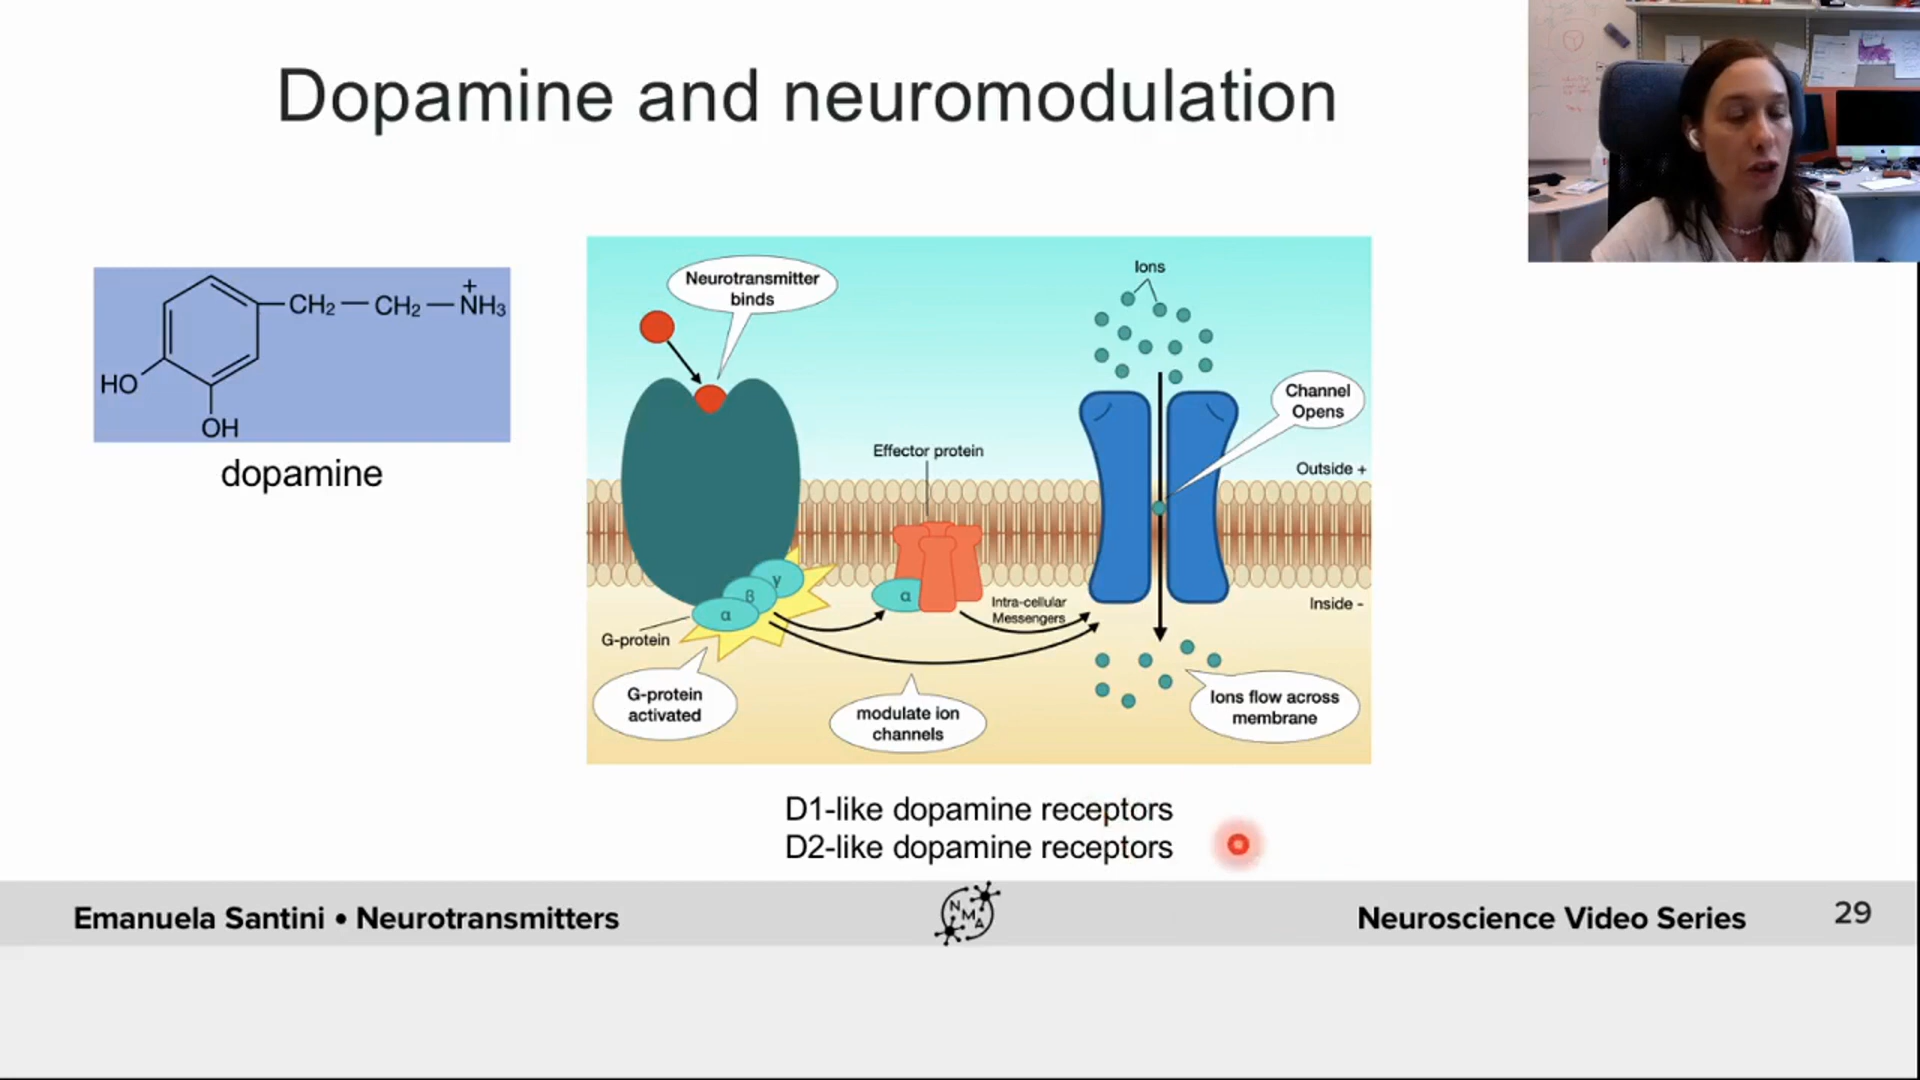 Dopamine and neuromodulation
CH₂—CH₂—N⁺H₃
HO
OH
dopamine
Neurotransmitter
binds
Ions
Channel
Opens
Effector protein
Outside +
Inside -
γ
β
α
α
Intra-cellular
Messengers
G-protein
G-protein
activated
modulate ion
channels
Ions flow across
membrane
D1-like dopamine receptors
D2-like dopamine receptors
Emanuela Santini • Neurotransmitters
N
M
A
Neuroscience Video Series
29